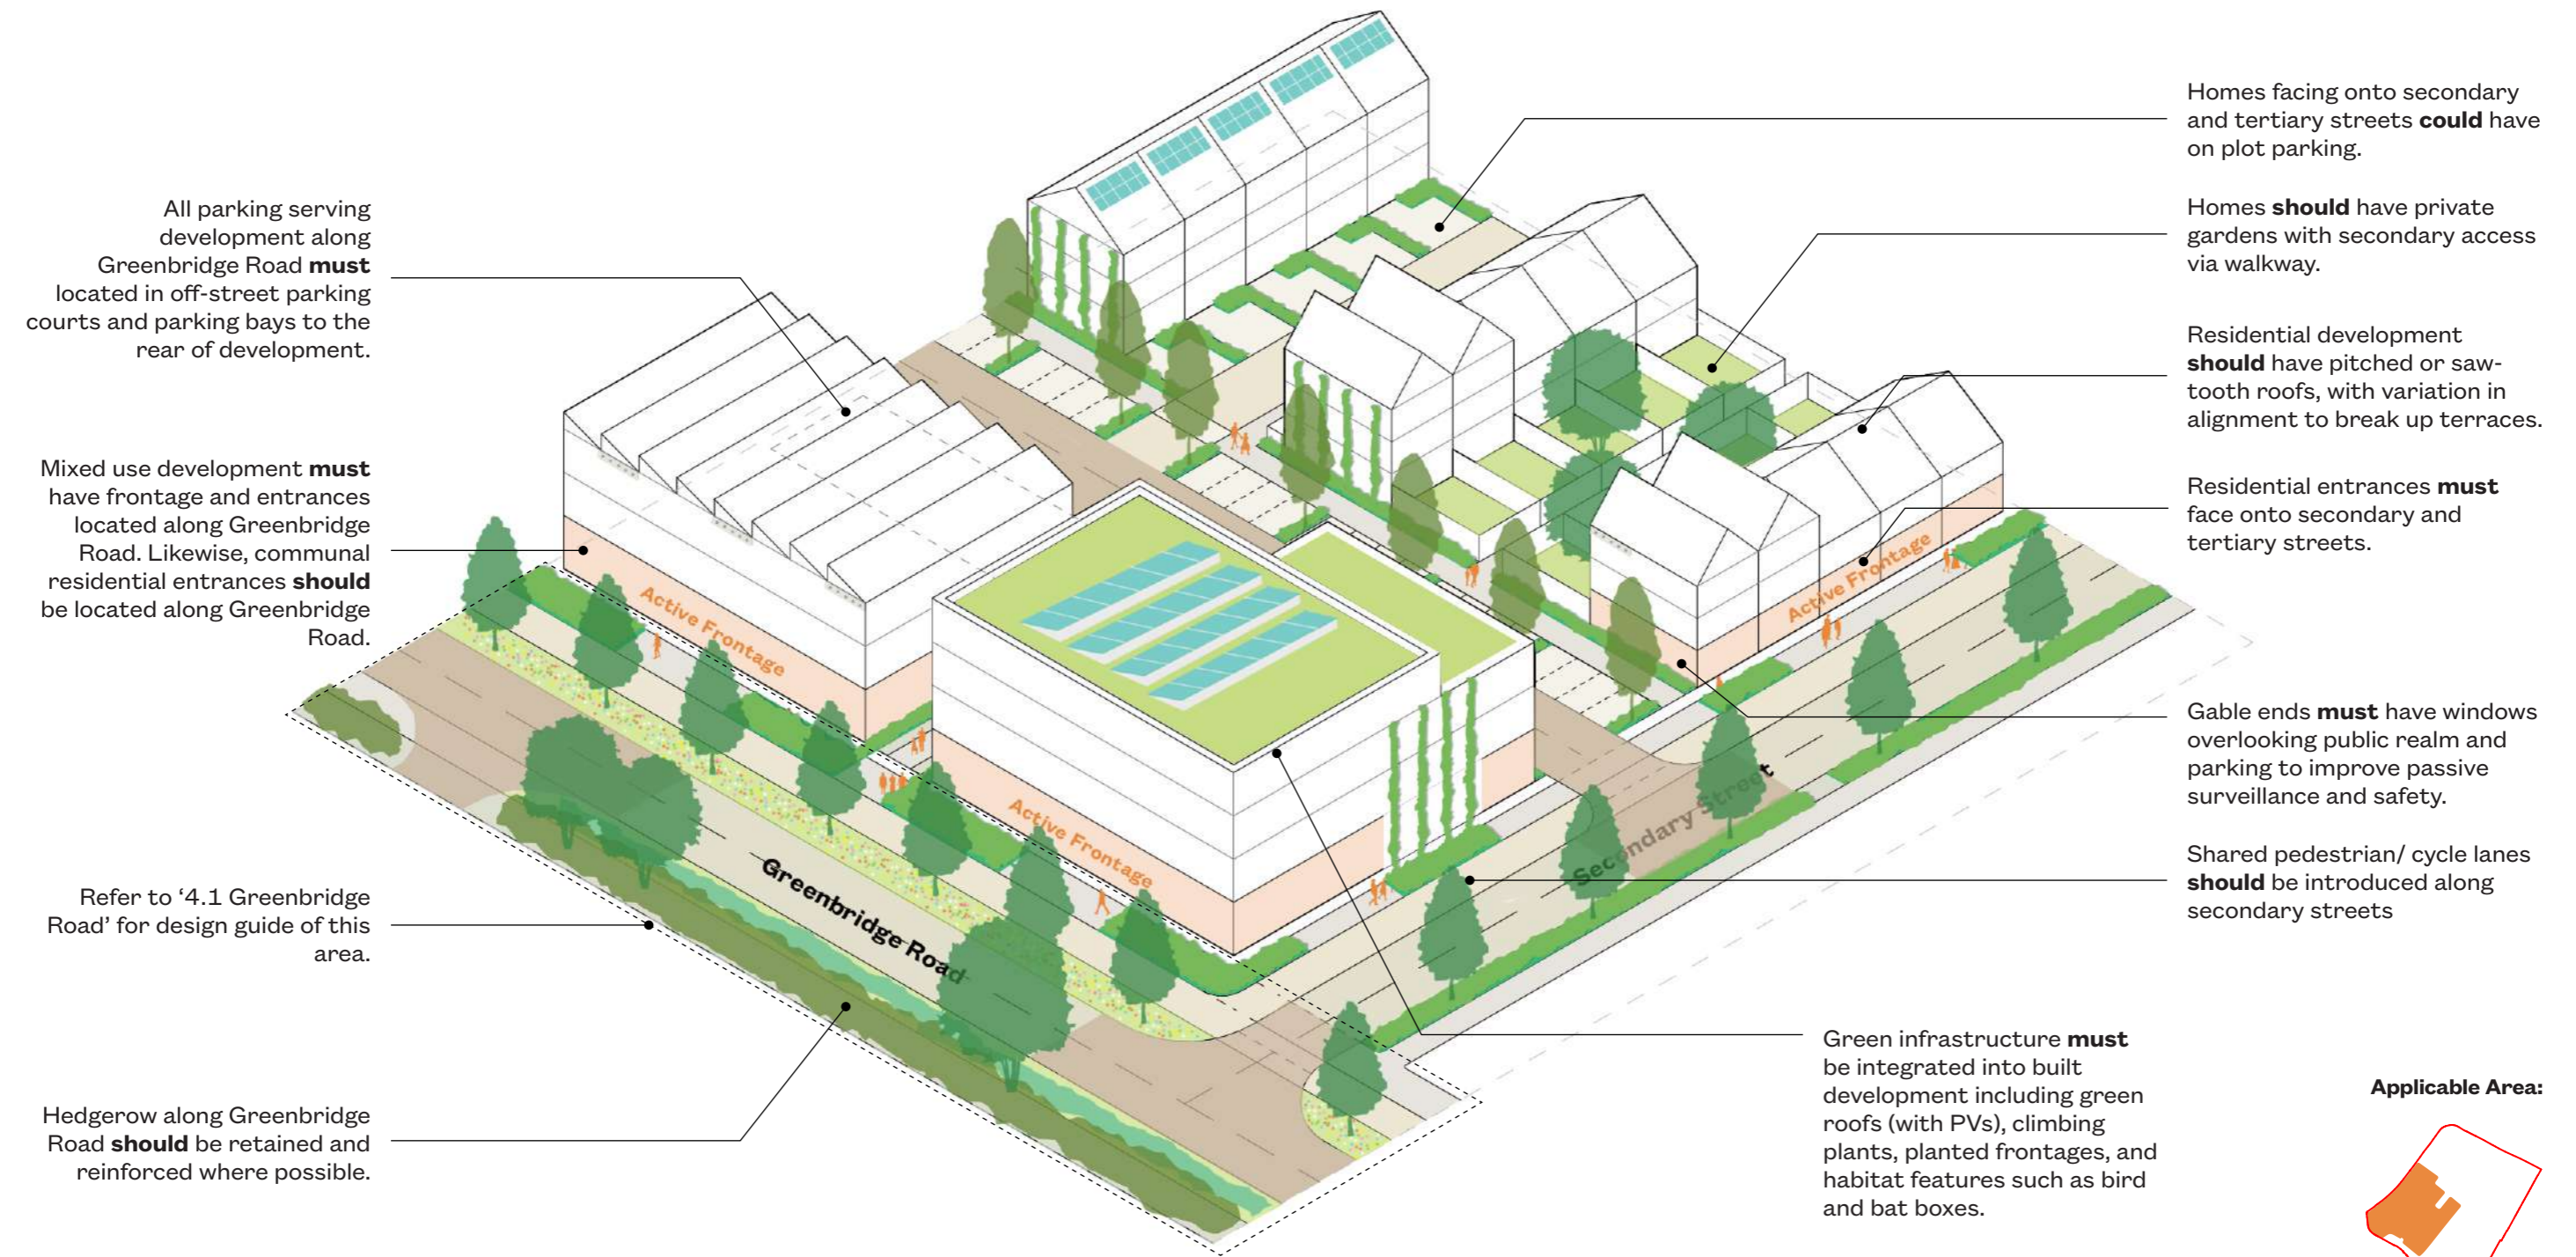 All parking serving
development along
Greenbridge Road must
located in off-street parking
courts and parking bays to the
rear of development.
Mixed use development must
have frontage and entrances
located along Greenbridge
Road. Likewise, communal
residential entrances should
be located along Greenbridge
Road.
Refer to ‘4.1 Greenbridge
Road’ for design guide of this
area.
Hedgerow along Greenbridge
Road should be retained and
reinforced where possible.
Active Frontage
Active Frontage
Greenbridge Road
Active Frontage
Secondary Street
Homes facing onto secondary
and tertiary streets could have
on plot parking.
Homes should have private
gardens with secondary access
via walkway.
Residential development
should have pitched or saw-
tooth roofs, with variation in
alignment to break up terraces.
Residential entrances must
face onto secondary and
tertiary streets.
Gable ends must have windows
overlooking public realm and
parking to improve passive
surveillance and safety.
Shared pedestrian/ cycle lanes
should be introduced along
secondary streets
Green infrastructure must
be integrated into built
development including green
roofs (with PVs), climbing
plants, planted frontages, and
habitat features such as bird
and bat boxes.
Applicable Area: